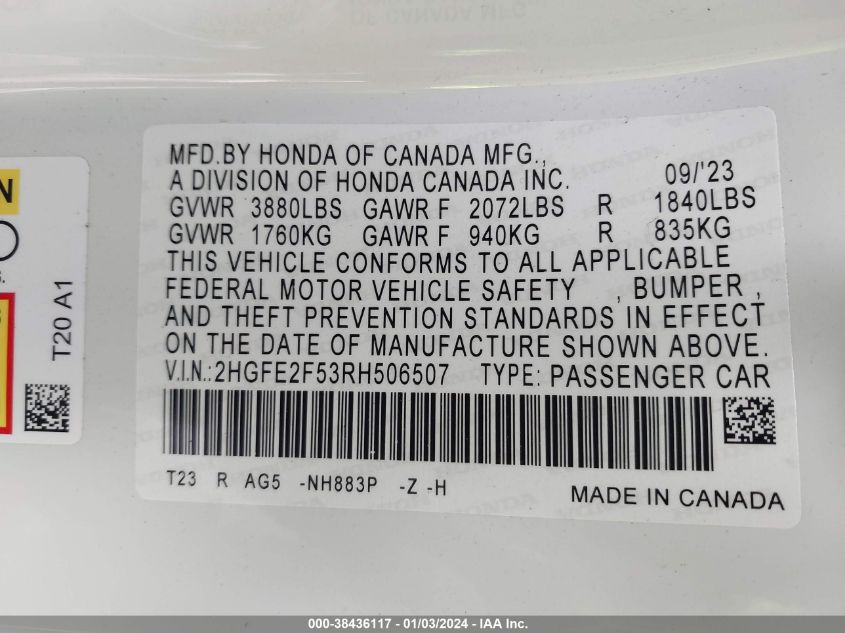 MFD.BY HONDA OF CANADA MFG.,
A DIVISION OF HONDA CANADA INC. 09/'23
GVWR 3880LBS GAWR F 2072LBS R 1840LBS
GVWR 1760KG GAWR F 940KG R 835KG
THIS VEHICLE CONFORMS TO ALL APPLICABLE
FEDERAL MOTOR VEHICLE SAFETY , BUMPER ,
AND THEFT PREVENTION STANDARDS IN EFFECT
ON THE DATE OF MANUFACTURE SHOWN ABOVE.
V.I.N.:2HGFE2F53RH506507 TYPE: PASSENGER CAR
T23 R AG5 -NH883P -Z -H
MADE IN CANADA
N
T20 A1
000-38436117 - 01/03/2024 - IAA Inc.